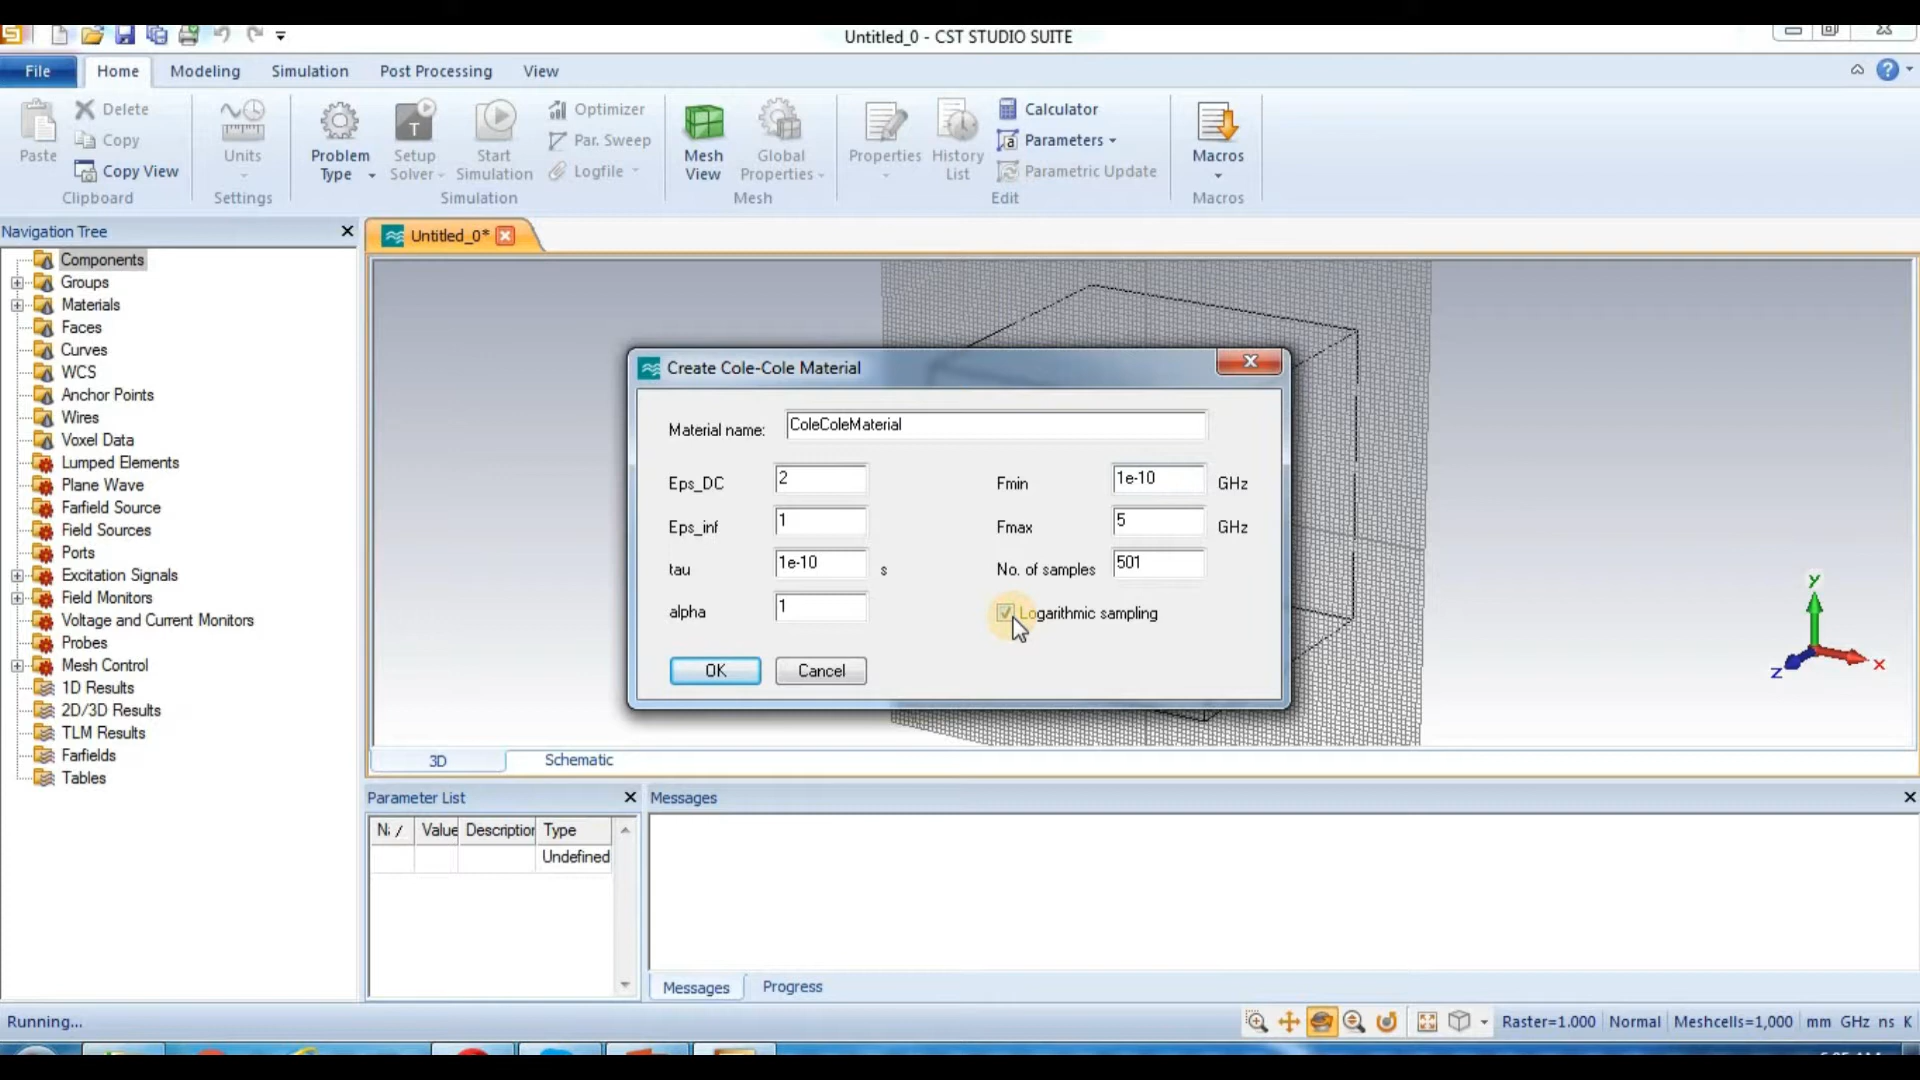 Untitled_0 - CST STUDIO SUITE
File Home Modeling Simulation Post Processing View
Paste
Delete
Copy
Copy View
Clipboard
Units
Settings
Problem Type
Setup Solver
Start Simulation
Optimizer
Par. Sweep
Logfile
Simulation
Mesh View
Global Properties
Mesh
Properties
History List
Calculator
Parameters
Parametric Update
Edit
Macros
Macros
Navigation Tree
Components
Groups
Materials
Faces
Curves
WCS
Anchor Points
Wires
Voxel Data
Lumped Elements
Plane Wave
Farfield Source
Field Sources
Ports
Excitation Signals
Field Monitors
Voltage and Current Monitors
Probes
Mesh Control
1D Results
2D/3D Results
TLM Results
Farfields
Tables
Untitled_0*
Create Cole-Cole Material
Material name: ColeColeMaterial
Eps_DC 2 Fmin 1e-10 GHz
Eps_inf 1 Fmax 5 GHz
tau 1e-10 s No. of samples 501
alpha 1 Logarithmic sampling
OK Cancel
y
x
z
3D Schematic
Parameter List
Value Description Type
Undefined
Messages
Messages Progress
Running...
Raster=1.000 Normal Meshcells=1,000 mm GHz ns K